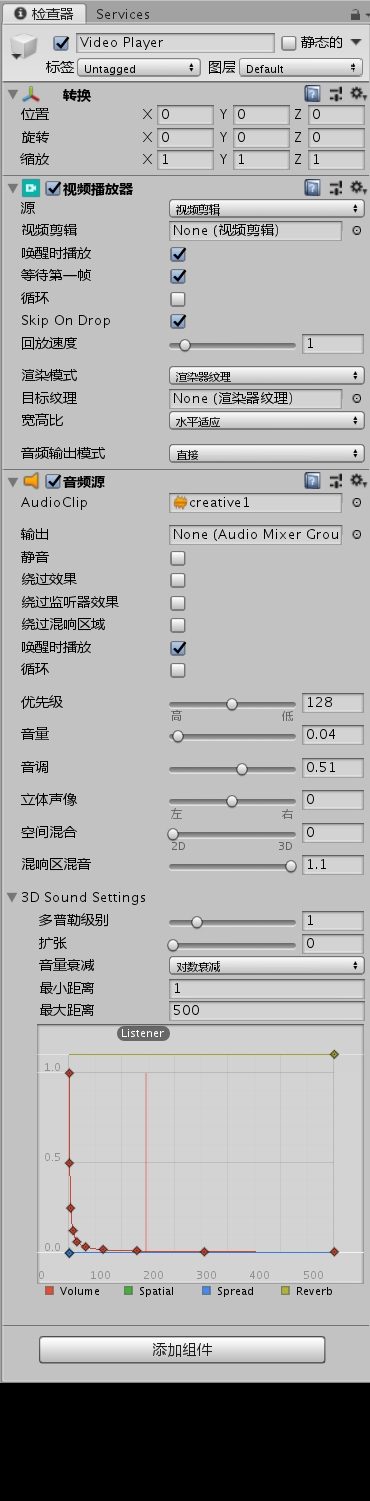 检查器 Services
Video Player 静态的
标签 Untagged 图层 Default
转换
位置 X 0 Y 0 Z 0
旋转 X 0 Y 0 Z 0
缩放 X 1 Y 1 Z 1
视频播放器
源 视频剪辑
视频剪辑 None (视频剪辑)
唤醒时播放
等待第一帧
循环
Skip On Drop
回放速度 1
渲染模式 渲染器纹理
目标纹理 None (渲染器纹理)
宽高比 水平适应
音频输出模式 直接
音频源
AudioClip creative1
输出 None (Audio Mixer Grou
静音
绕过效果
绕过监听器效果
绕过混响区域
唤醒时播放
循环
优先级 128
高 低
音量 0.04
音调 0.51
立体声像 0
左 右
空间混合 0
2D 3D
混响区混音 1.1
3D Sound Settings
多普勒级别 1
扩张 0
音量衰减 对数衰减
最小距离 1
最大距离 500
Listener
1.0
0.5
0.0
0 100 200 300 400 500
Volume Spatial Spread Reverb
添加组件